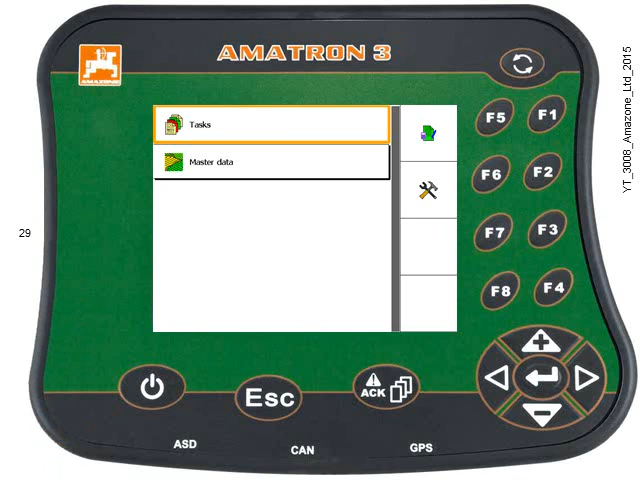 AMATRON 3
AMAZONE
Tasks
Master data
F5
F1
F6
F2
F7
F3
F8
F4
Esc
ACK
ASD
CAN
GPS
29
YT_3008_Amazone_Ltd_2015